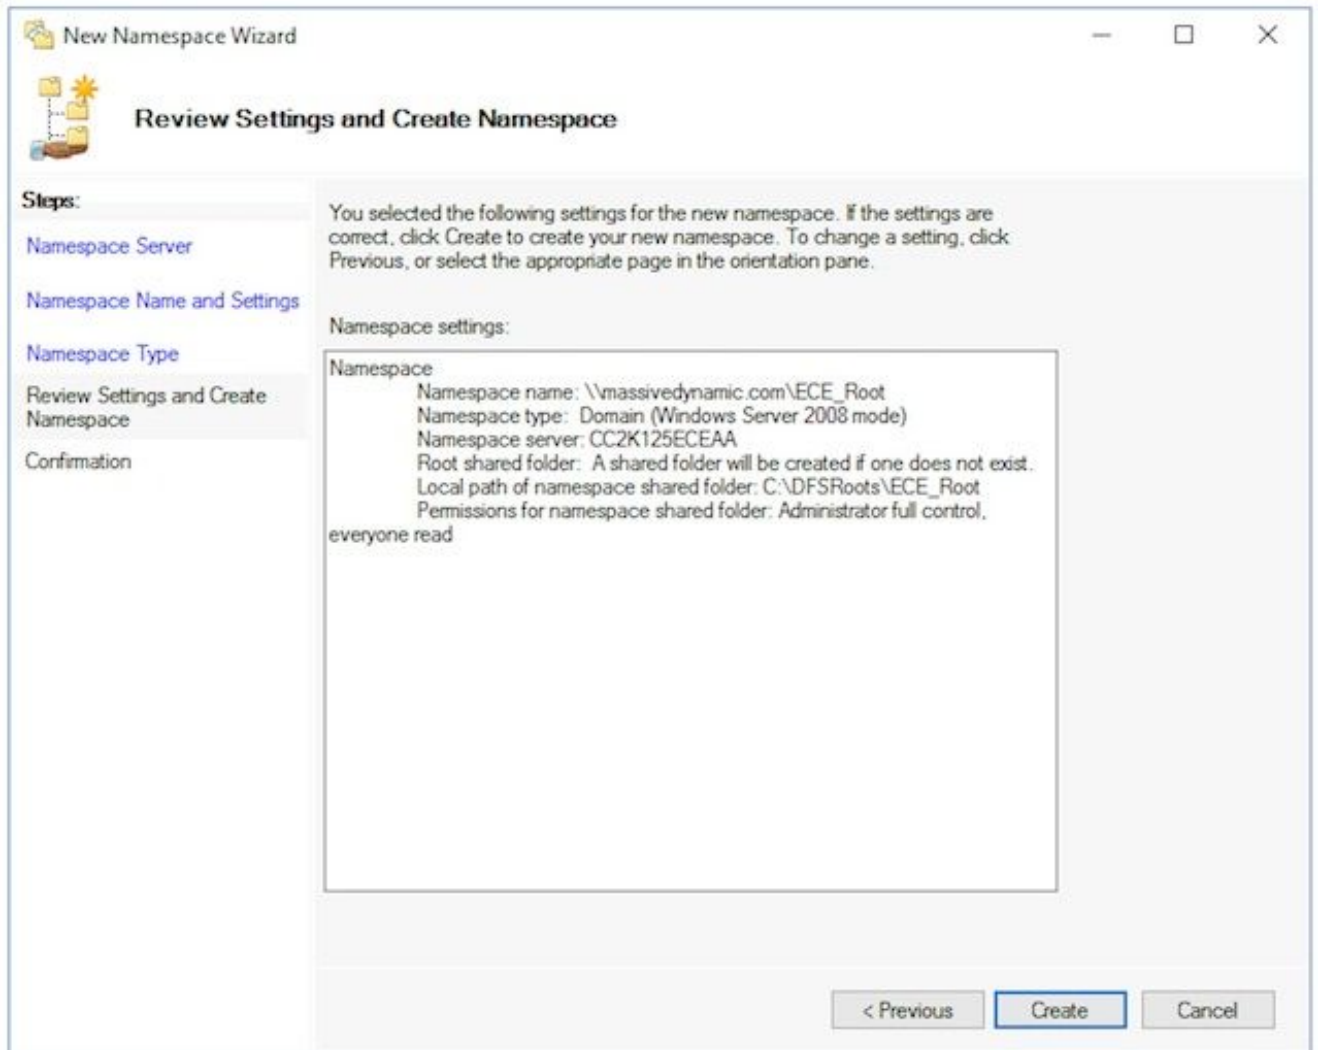 New Namespace Wizard
Review Settings and Create Namespace
Steps:
Namespace Server
Namespace Name and Settings
Namespace Type
Review Settings and Create
Namespace
Confirmation
You selected the following settings for the new namespace. If the settings are
correct, click Create to create your new namespace. To change a setting, click
Previous, or select the appropriate page in the orientation pane.
Namespace settings:
Namespace
Namespace name: \\massivedynamic.com\ECE_Root
Namespace type: Domain (Windows Server 2008 mode)
Namespace server: CC2K125ECEAA
Root shared folder: A shared folder will be created if one does not exist.
Local path of namespace shared folder: C:\DFSRoots\ECE_Root
Permissions for namespace shared folder: Administrator full control,
everyone read
< Previous
Create
Cancel